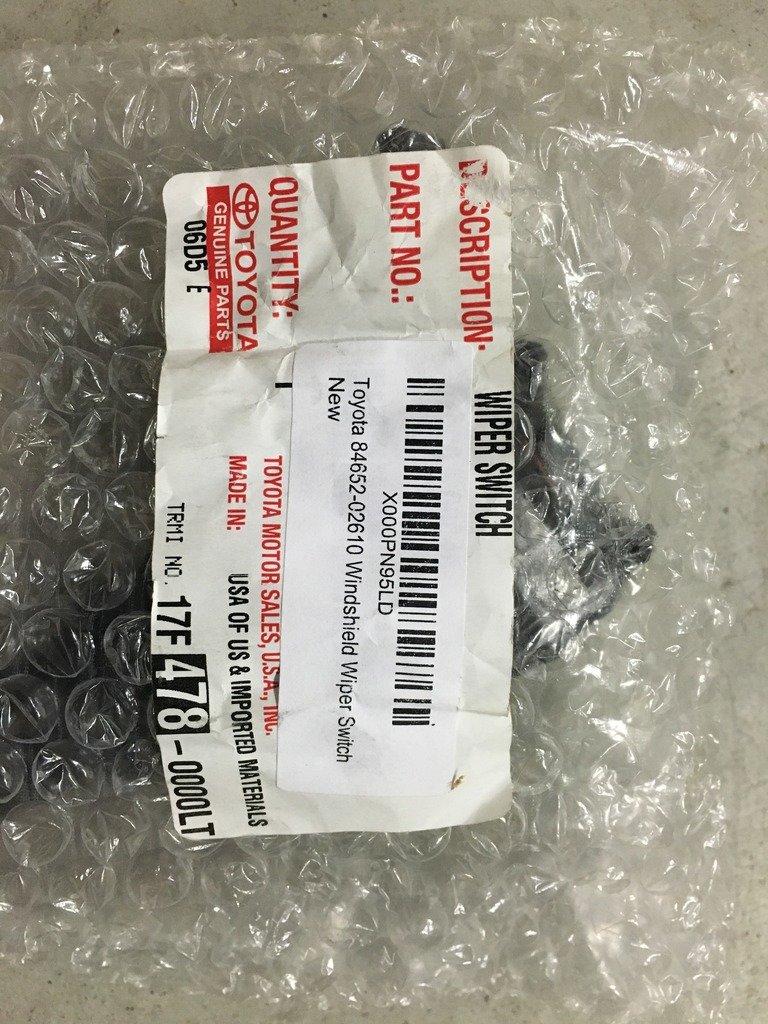 DESCRIPTION:
WIPER SWITCH
PART NO.:
X000PN95LD
Toyota 84652-02610 Windshield Wiper Switch
New
QUANTITY:
TOYOTA
GENUINE PARTS
06D5 E
TOYOTA MOTOR SALES, U.S.A., INC.
MADE IN:
USA OF US & IMPORTED MATERIALS
TRMI NO. 17F478-0000LT